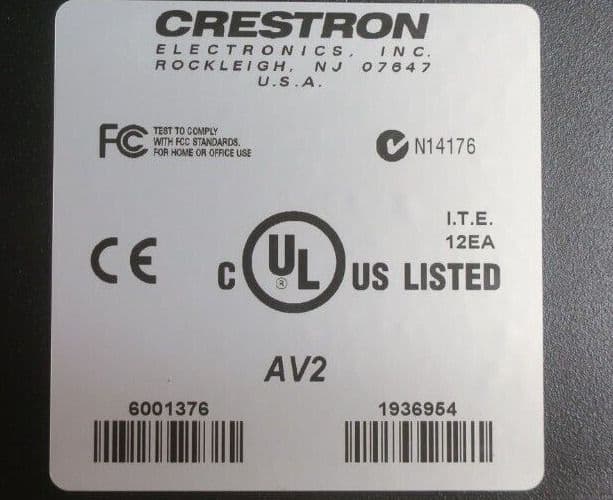 CRESTRON
ELECTRONICS, INC.
ROCKLEIGH, NJ 07647
U.S.A.
FC TEST TO COMPLY
WITH FCC STANDARDS.
FOR HOME OR OFFICE USE
N14176
I.T.E.
12EA
CE
C UL® US LISTED
AV2
6001376
1936954